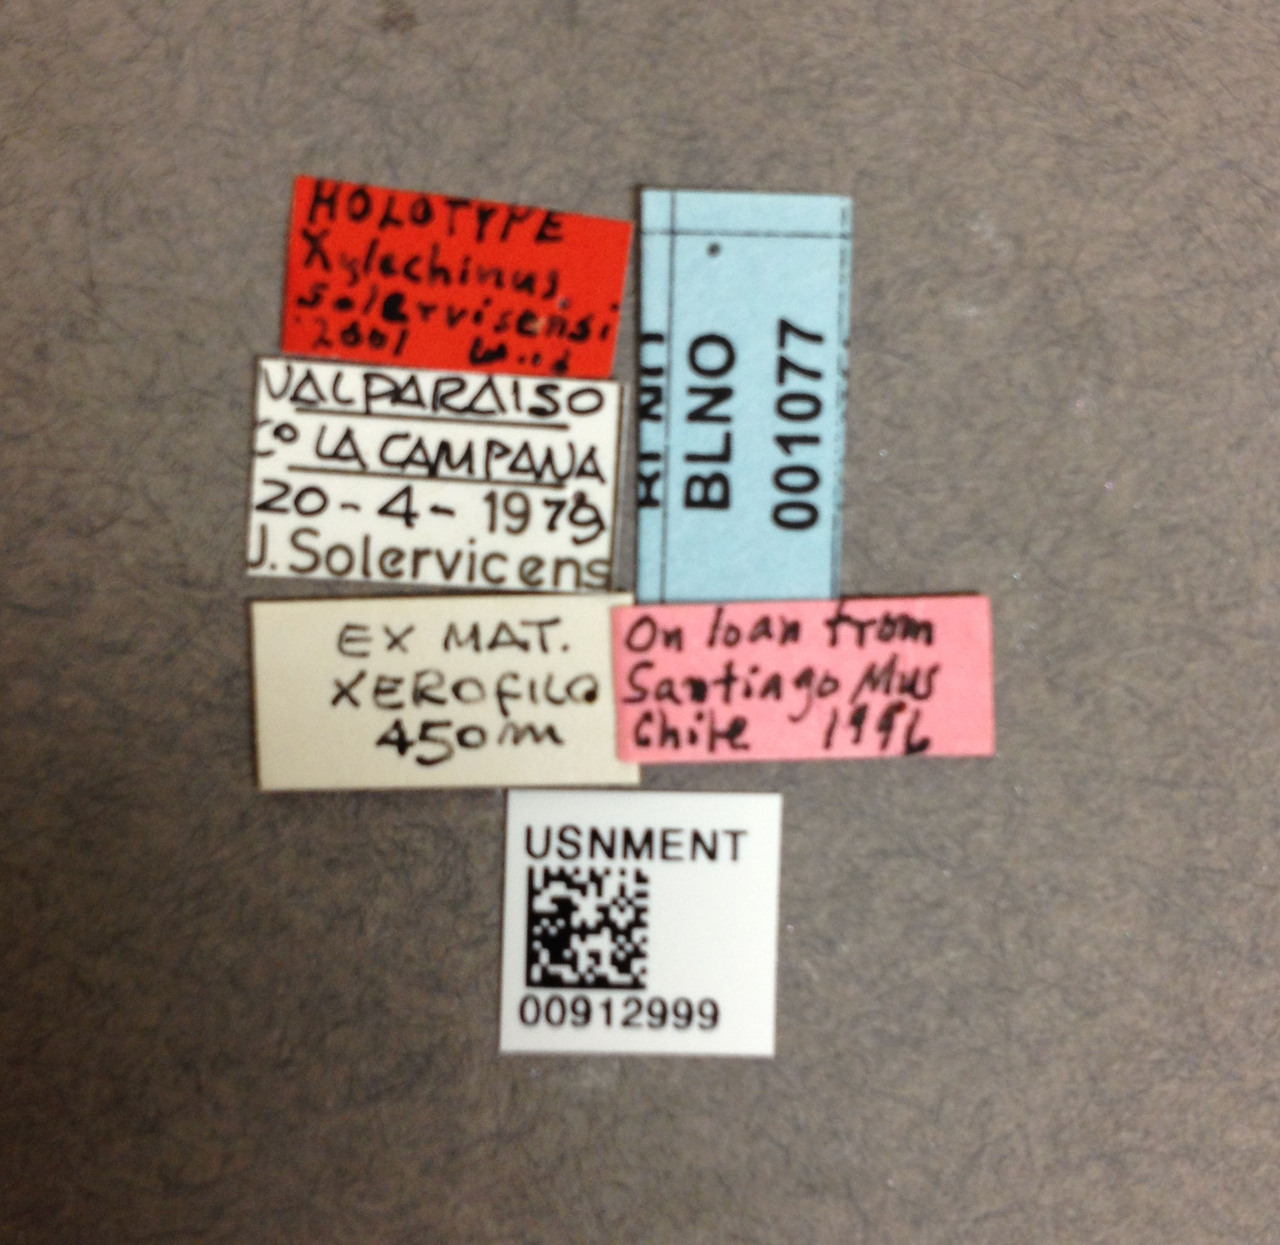 HOLOTYPE
Xylechinus
solervisensi
2001 Wood
VALPARAISO
Cº LA CAMPANA
20-4-1979
J. Solervicens
BLNO
001077
EX MAT.
XEROFILO
450m
On loan from
Santiago Mus
Chile 1996
USNMENT
00912999